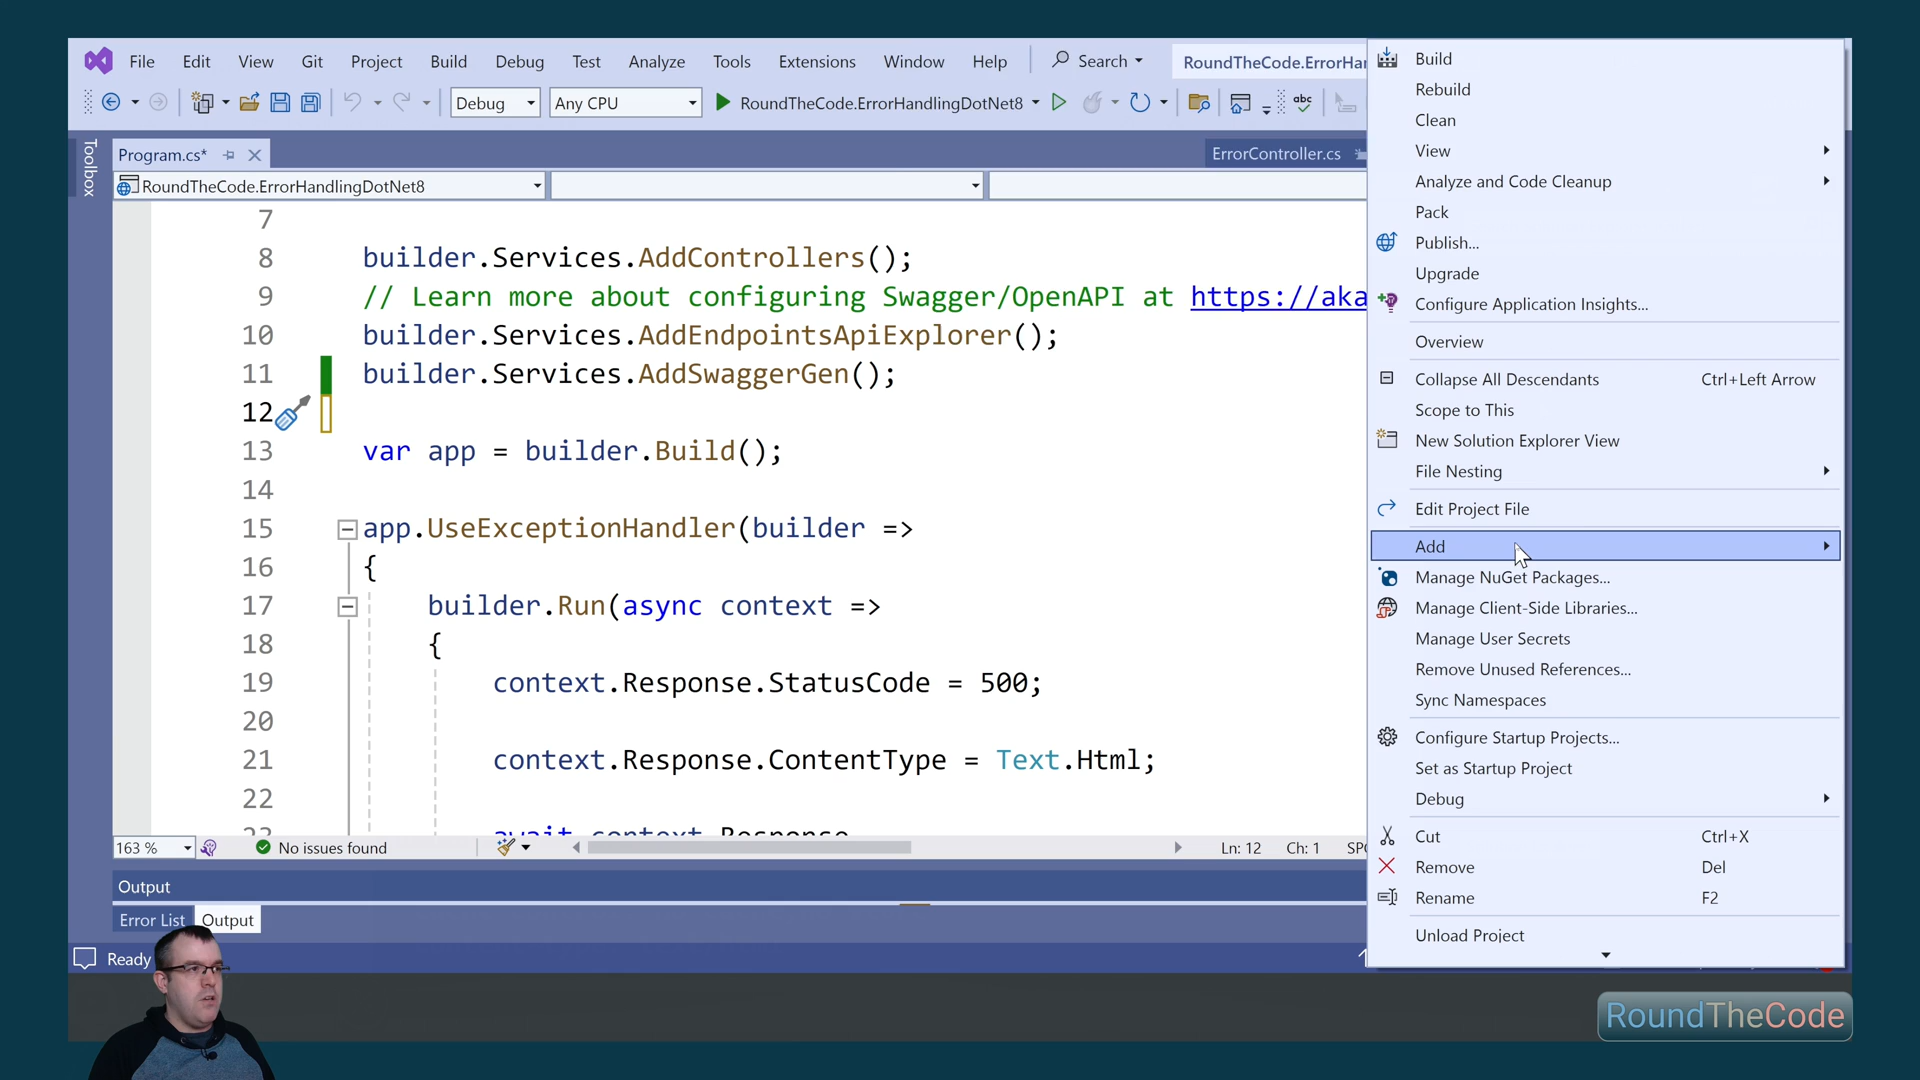 File Edit View Git Project Build Debug Test Analyze Tools Extensions Window Help Search RoundTheCode.ErrorHan
Debug Any CPU RoundTheCode.ErrorHandlingDotNet8
Toolbox
Program.cs* ErrorController.cs
RoundTheCode.ErrorHandlingDotNet8
7
8 builder.Services.AddControllers();
9 // Learn more about configuring Swagger/OpenAPI at https://aka
10 builder.Services.AddEndpointsApiExplorer();
11 builder.Services.AddSwaggerGen();
12
13 var app = builder.Build();
14
15 app.UseExceptionHandler(builder =>
16 {
17 builder.Run(async context =>
18 {
19 context.Response.StatusCode = 500;
20
21 context.Response.ContentType = Text.Html;
22
23 await context.Response
163 % No issues found Ln: 12 Ch: 1 SPC
Output
Error List Output
Ready
Build
Rebuild
Clean
View
Analyze and Code Cleanup
Pack
Publish...
Upgrade
Configure Application Insights...
Overview
Collapse All Descendants Ctrl+Left Arrow
Scope to This
New Solution Explorer View
File Nesting
Edit Project File
Add
Manage NuGet Packages...
Manage Client-Side Libraries...
Manage User Secrets
Remove Unused References...
Sync Namespaces
Configure Startup Projects...
Set as Startup Project
Debug
Cut Ctrl+X
Remove Del
Rename F2
Unload Project
RoundTheCode